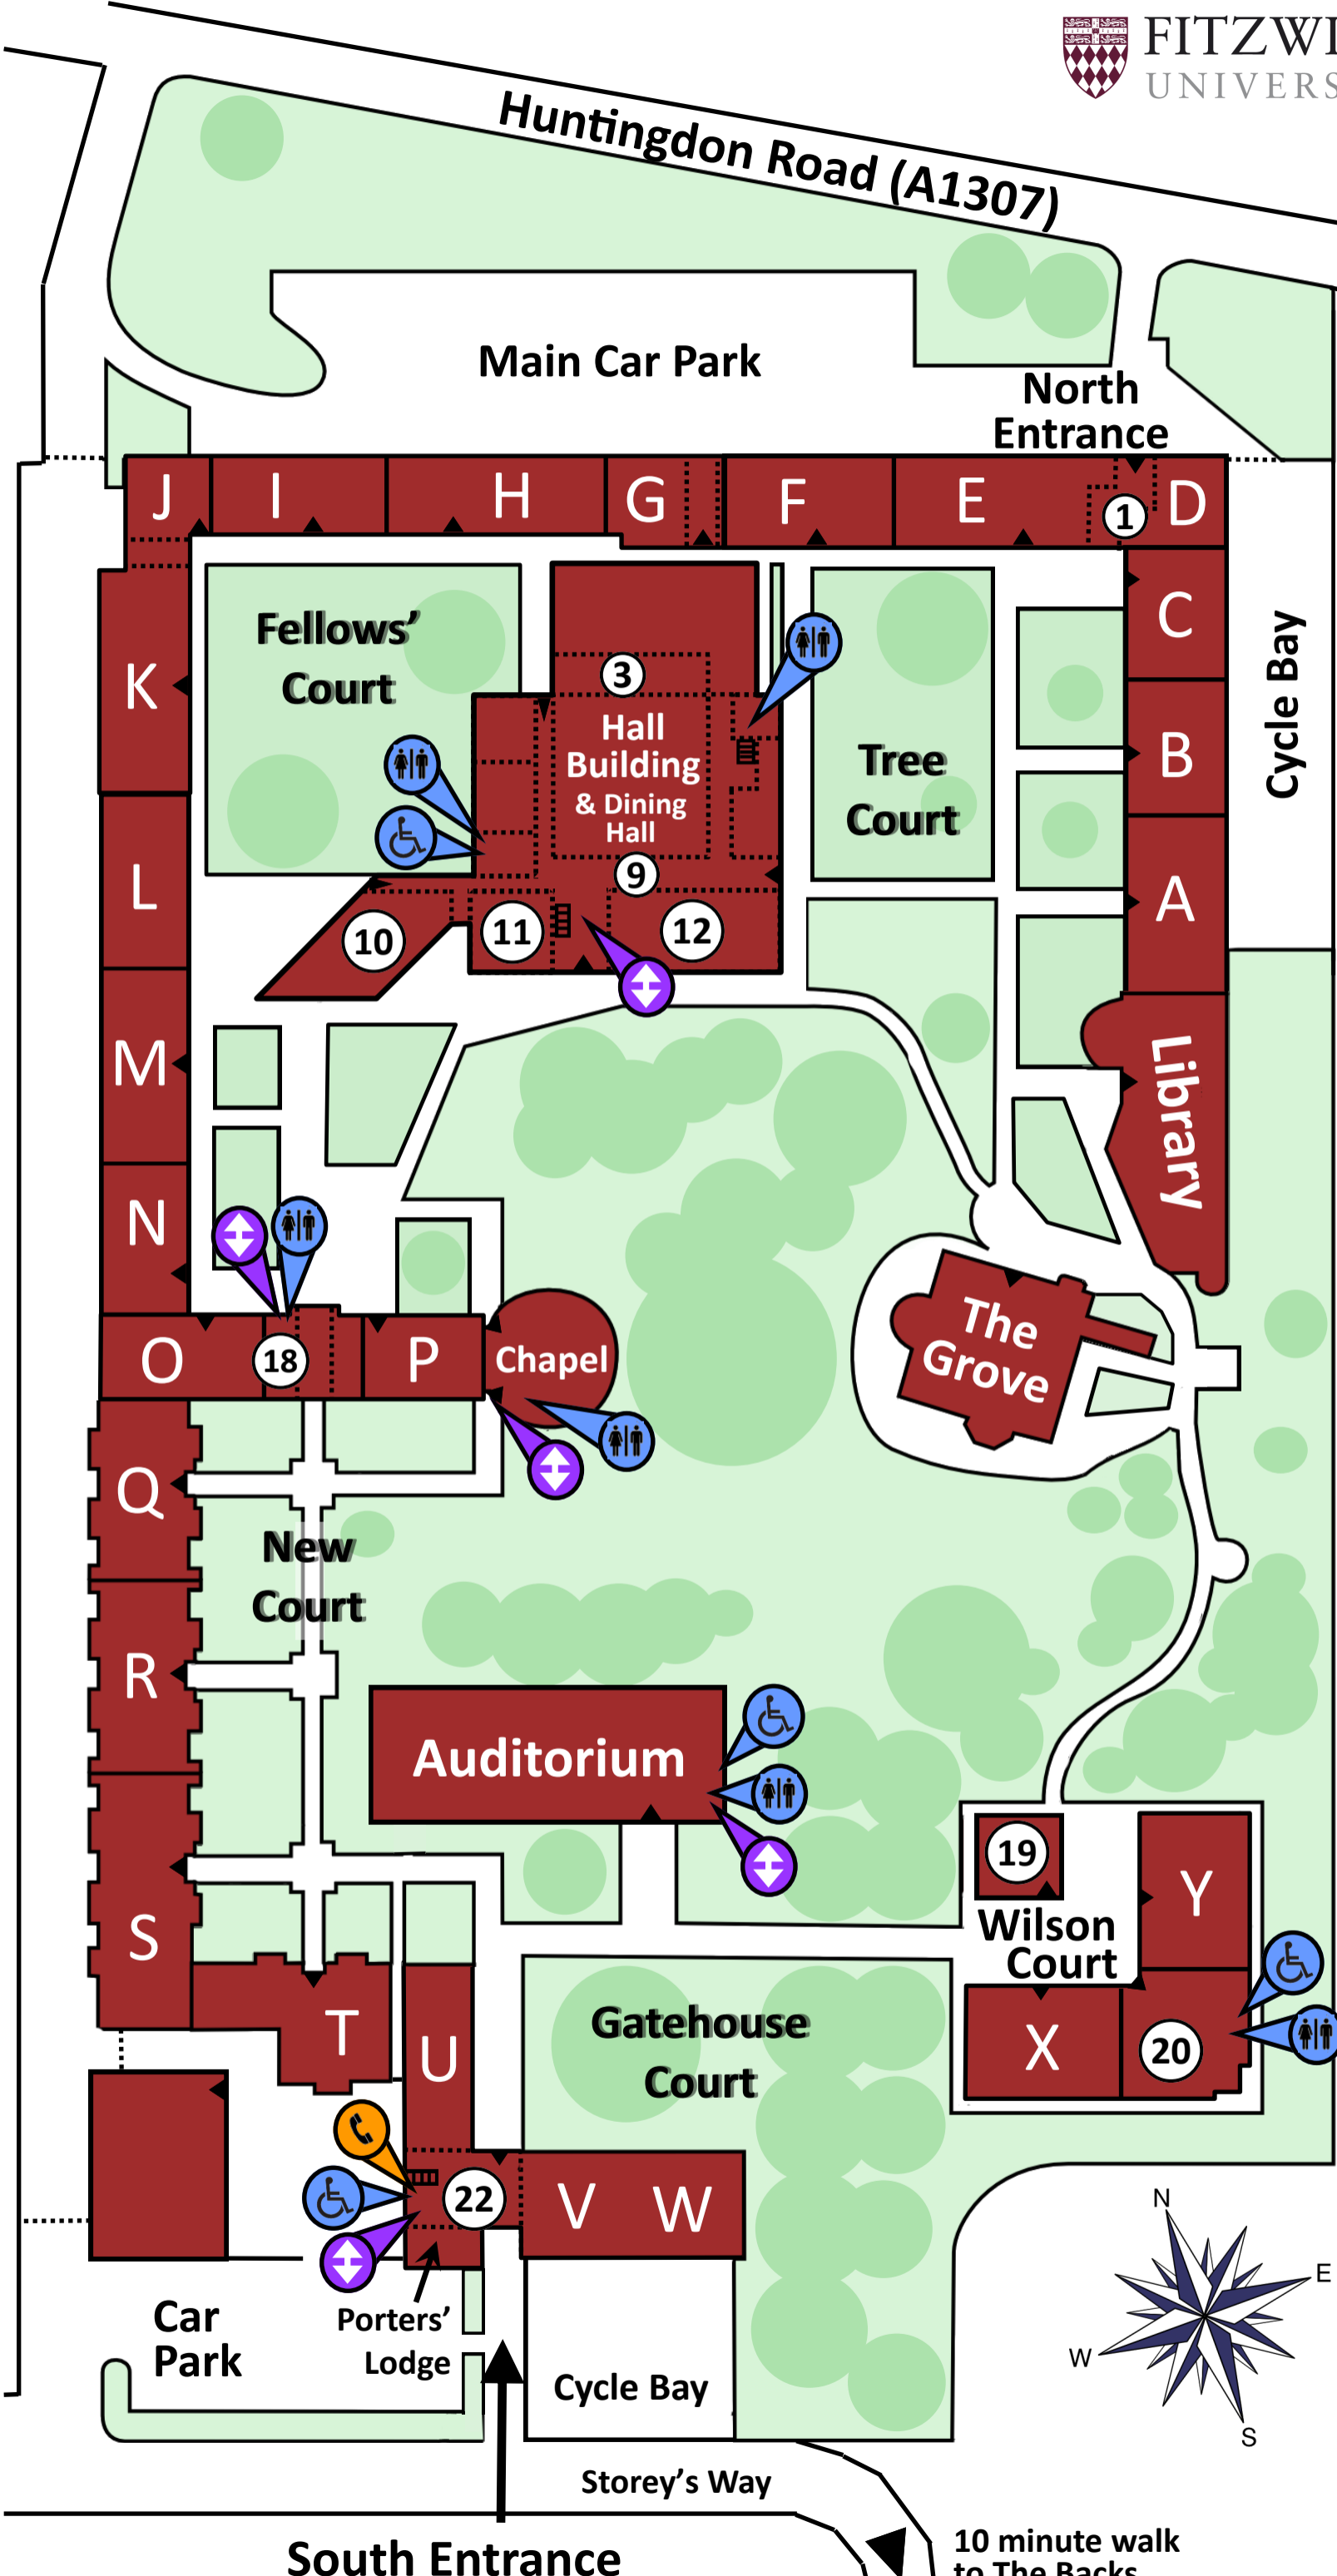 FITZWI
UNIVERS
Huntingdon Road (A1307)
Main Car Park
North
Entrance
J
I
H
G
F
E
1
D
C
K
Fellows'
Court
3
Hall
Building
& Dining
Hall
Tree
Court
B
Cycle Bay
L
9
A
10
11
12
M
Library
N
The
Grove
O
18
P
Chapel
Q
New
Court
R
Auditorium
19
Y
S
Wilson
Court
T
U
Gatehouse
Court
X
20
22
V
W
N
E
W
S
Car
Park
Porters'
Lodge
Cycle Bay
Storey's Way
South Entrance
10 minute walk
to The Backs